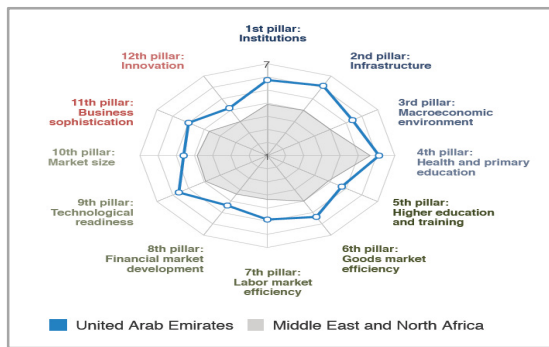 1st pillar:
Institutions
2nd pillar:
Infrastructure
3rd pillar:
Macroeconomic
environment
4th pillar:
Health and primary
education
5th pillar:
Higher education
and training
6th pillar:
Goods market
efficiency
7th pillar:
Labor market
efficiency
8th pillar:
Financial market
development
9th pillar:
Technological
readiness
10th pillar:
Market size
11th pillar:
Business
sophistication
12th pillar:
Innovation
7
1
United Arab Emirates
Middle East and North Africa